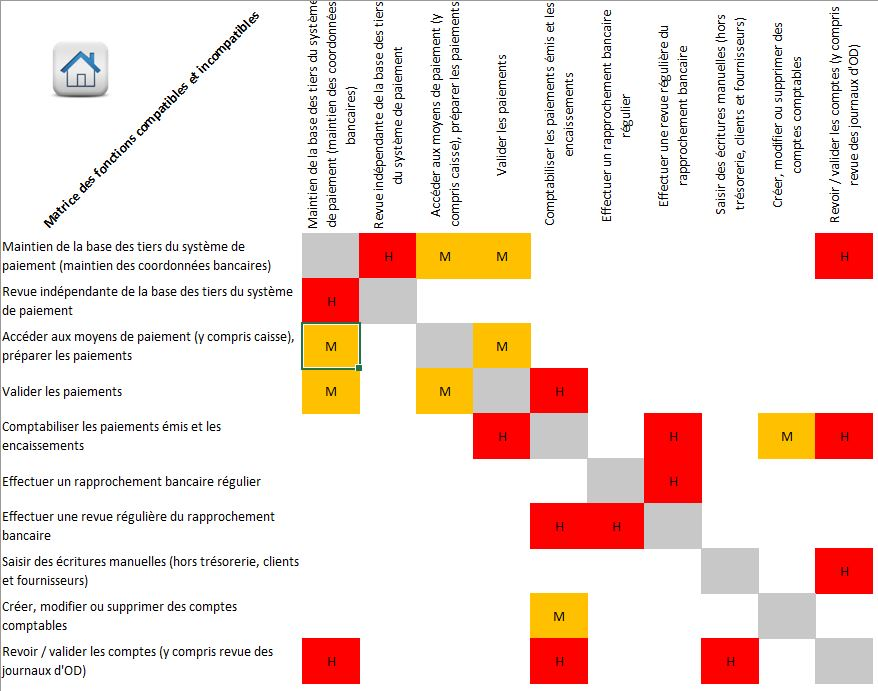 Matrice des fonctions compatibles et incompatibles
Maintien de la base des tiers du système
de paiement (maintien des coordonnées
bancaires)
Revue indépendante de la base des tiers
du système de paiement
Accéder aux moyens de paiement (y
compris caisse), préparer les paiements
Valider les paiements
Comptabiliser les paiements émis et les
encaissements
Effectuer un rapprochement bancaire
régulier
Effectuer une revue régulière du
rapprochement bancaire
Saisir des écritures manuelles (hors
trésorerie, clients et fournisseurs)
Créer, modifier ou supprimer des
comptes comptables
Revoir / valider les comptes (y compris
revue des journaux d'OD)
Maintien de la base des tiers du système de
paiement (maintien des coordonnées bancaires)
H M M H
Revue indépendante de la base des tiers du système
de paiement
H
Accéder aux moyens de paiement (y compris caisse),
préparer les paiements
M M
Valider les paiements
M M H
Comptabiliser les paiements émis et les
encaissements
H H M H
Effectuer un rapprochement bancaire régulier
H
Effectuer une revue régulière du rapprochement
bancaire
H H
Saisir des écritures manuelles (hors trésorerie, clients
et fournisseurs)
H
Créer, modifier ou supprimer des comptes
comptables
M
Revoir / valider les comptes (y compris revue des
journaux d'OD)
H H H